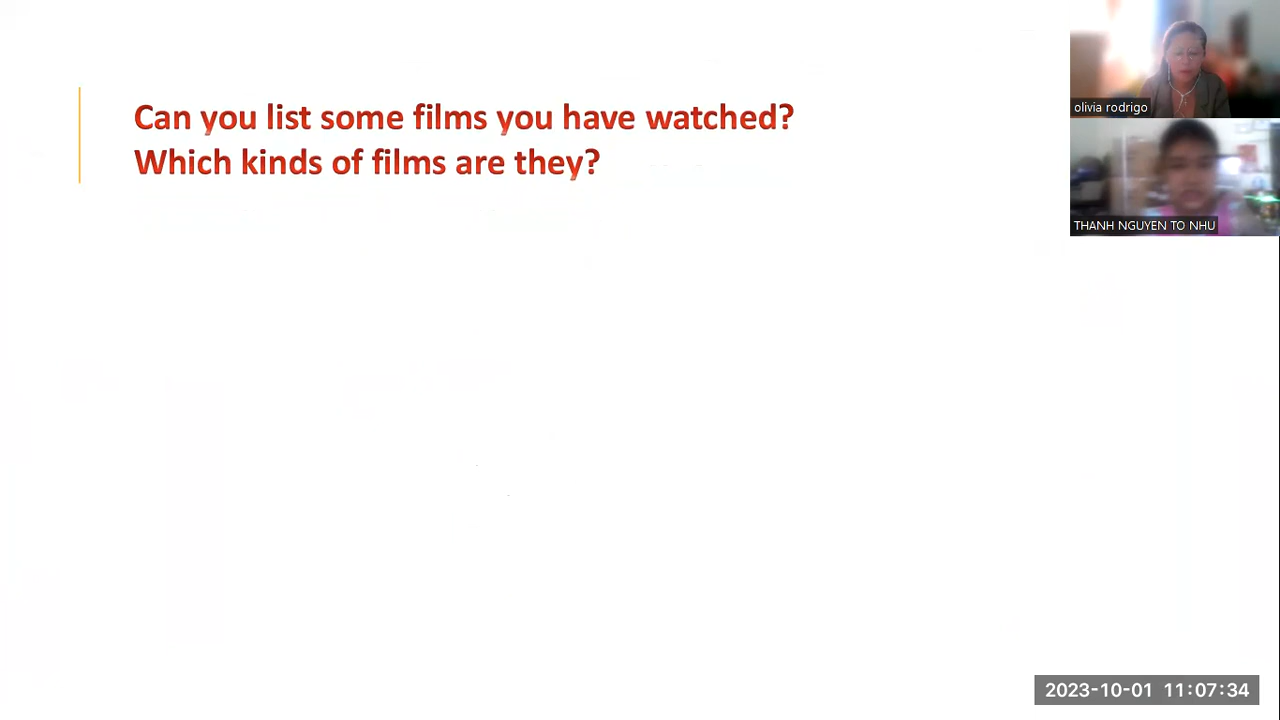 Can you list some films you have watched?
Which kinds of films are they?
olivia rodrigo
THANH NGUYEN TO NHU
2023-10-01 11:07:34